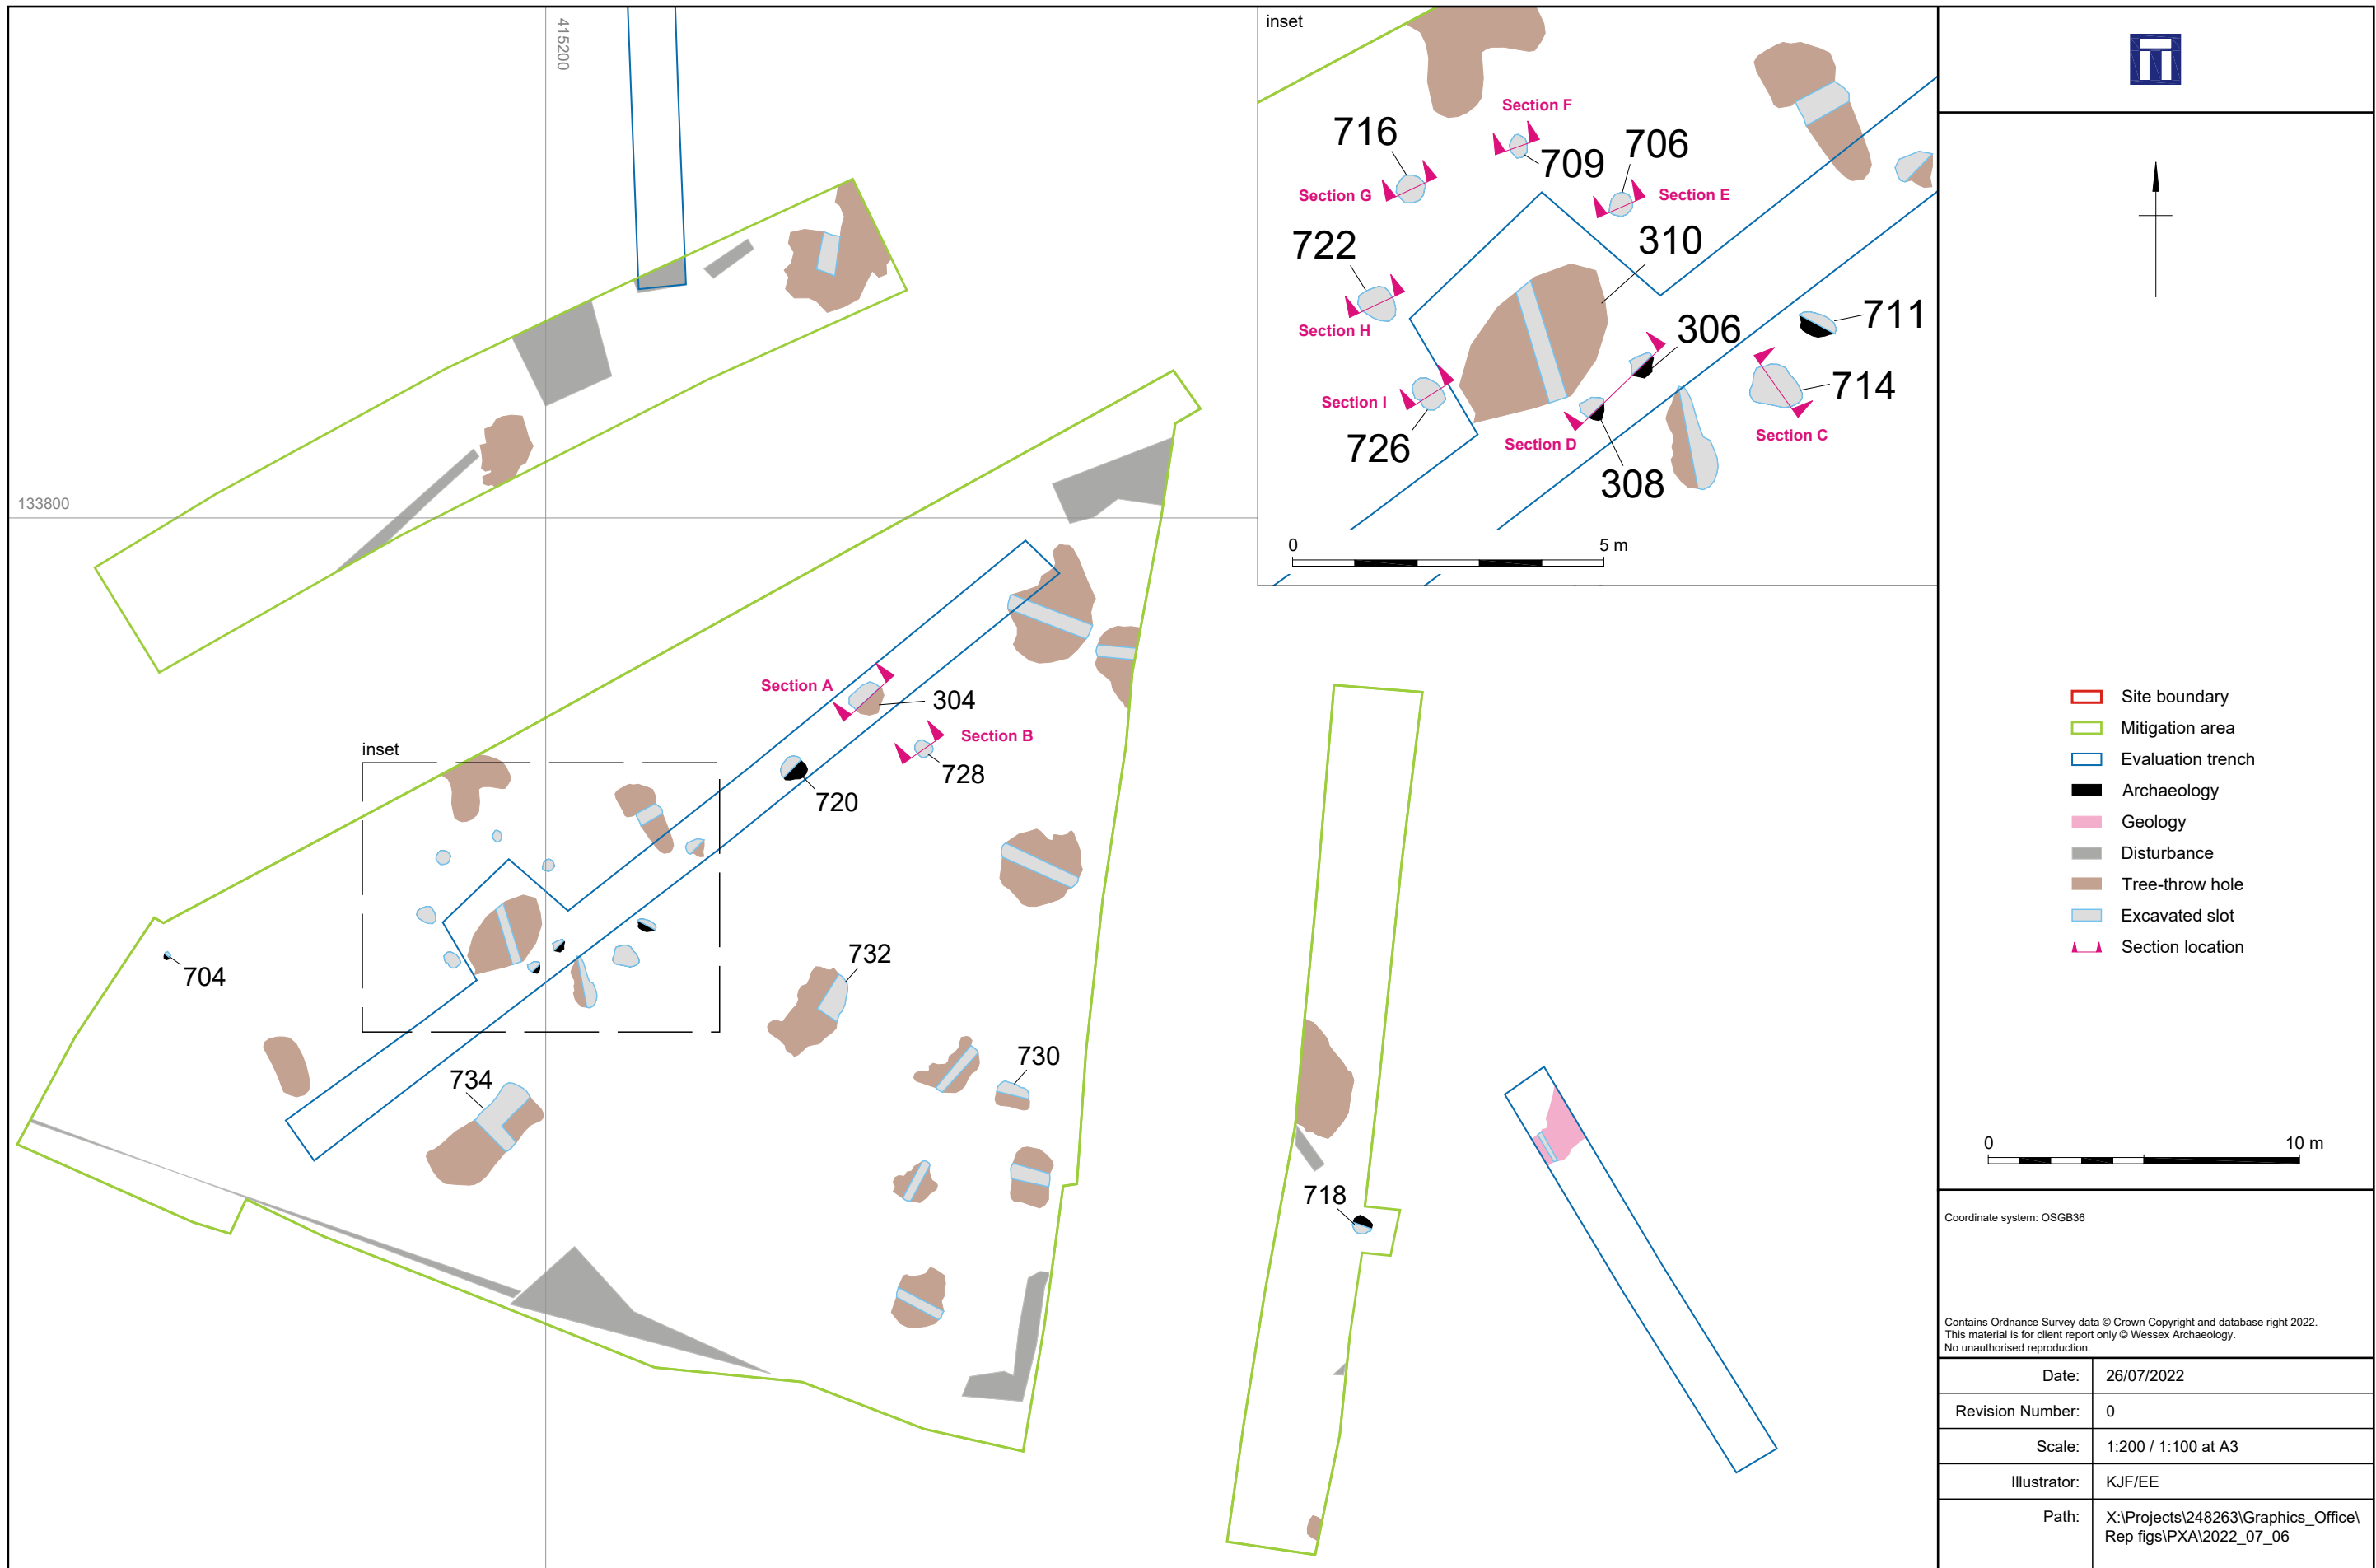 415200
133800
Section A
304
Section B
728
720
inset
704
732
730
734
718
inset
Section F
716
709
706
Section G
Section E
722
310
Section H
306
711
Section I
714
726
Section D
Section C
308
0 5 m
Site boundary
Mitigation area
Evaluation trench
Archaeology
Geology
Disturbance
Tree-throw hole
Excavated slot
Section location
0 10 m
Coordinate system: OSGB36
Contains Ordnance Survey data © Crown Copyright and database right 2022.
This material is for client report only © Wessex Archaeology.
No unauthorised reproduction.
Date: 26/07/2022
Revision Number: 0
Scale: 1:200 / 1:100 at A3
Illustrator: KJF/EE
Path: X:\Projects\248263\Graphics_Office\
Rep figs\PXA\2022_07_06